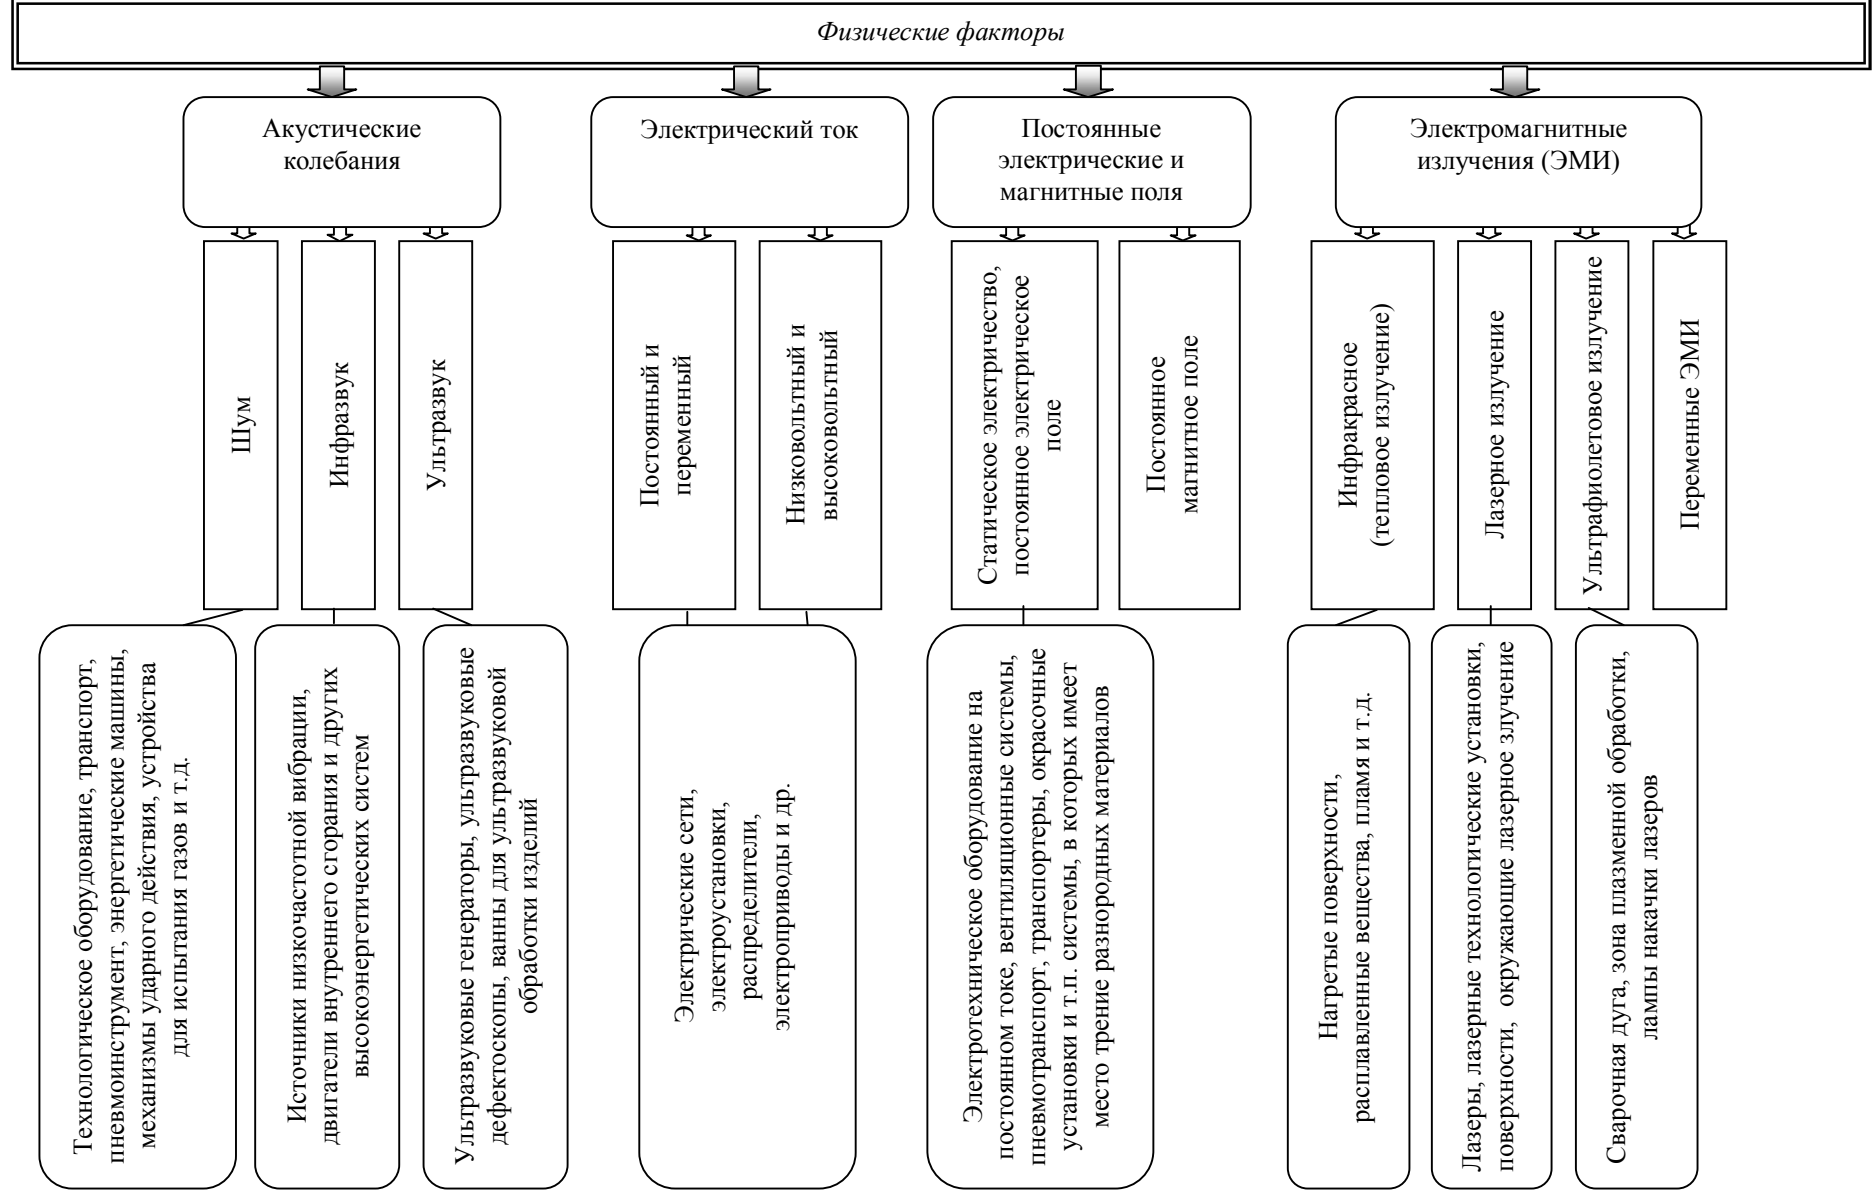 Физические факторы
Акустические
колебания
Электрический ток
Постоянные
электрические и
магнитные поля
Электромагнитные
излучения (ЭМИ)
Шум
Инфразвук
Ультразвук
Постоянный и
переменный
Низковольтный и
высоковольтный
Статическое электричество,
постоянное электрическое
поле
Постоянное
магнитное поле
Инфракрасное
(тепловое излучение)
Лазерное излучение
Ультрафиолетовое излучение
Переменные ЭМИ
Технологическое оборудование, транспорт,
пневмоинструмент, энергетические машины,
механизмы ударного действия, устройства
для испытания газов и т.д.
Источники низкочастотной вибрации,
двигатели внутреннего сгорания и других
высокоэнергетических систем
Ультразвуковые генераторы, ультразвуковые
дефектоскопы, ванны для ультразвуковой
обработки изделий
Электрические сети,
электроустановки,
распределители,
электроприводы и др.
Электротехническое оборудование на
постоянном токе, вентиляционные системы,
пневмотранспорт, транспортеры, окрасочные
установки и т.п. системы, в которых имеет
место трение разнородных материалов
Нагретые поверхности,
расплавленные вещества, пламя и т.д.
Лазеры, лазерные технологические установки,
поверхности, окружающие лазерное злучение
Сварочная дуга, зона плазменной обработки,
лампы накачки лазеров